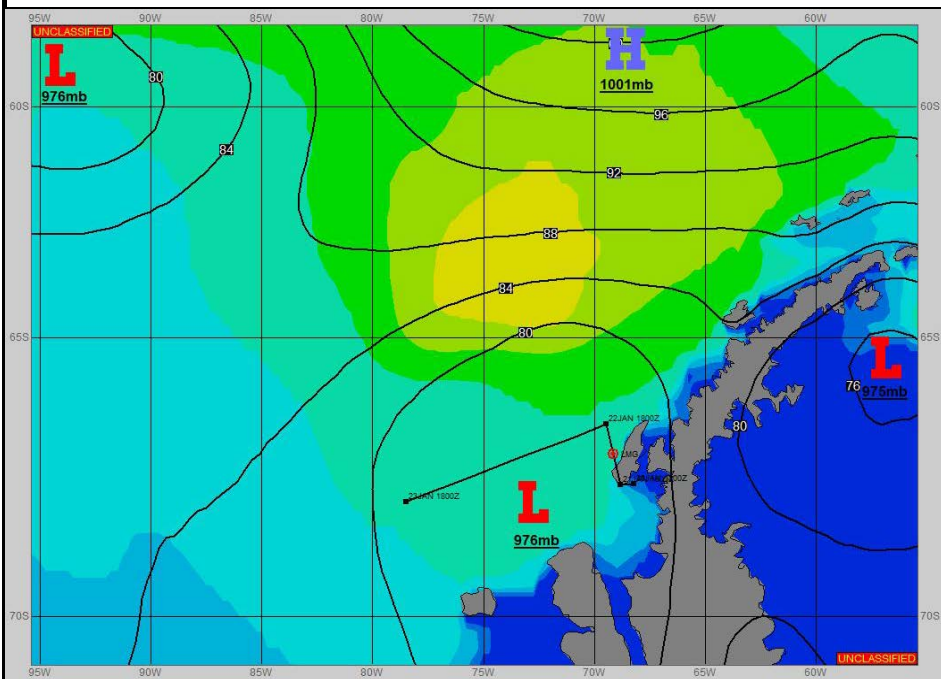 95W 90W 85W 80W 75W 70W 65W 60W
UNCLASSIFIED
L
976mb
H
1001mb
80
60S
60S
96
84
92
88
84
80
65S
65S
L
975mb
76
80
22JAN 1800Z
LMG
23JAN 1800Z
L
976mb
70S
70S
UNCLASSIFIED
95W 90W 85W 80W 75W 70W 65W 60W